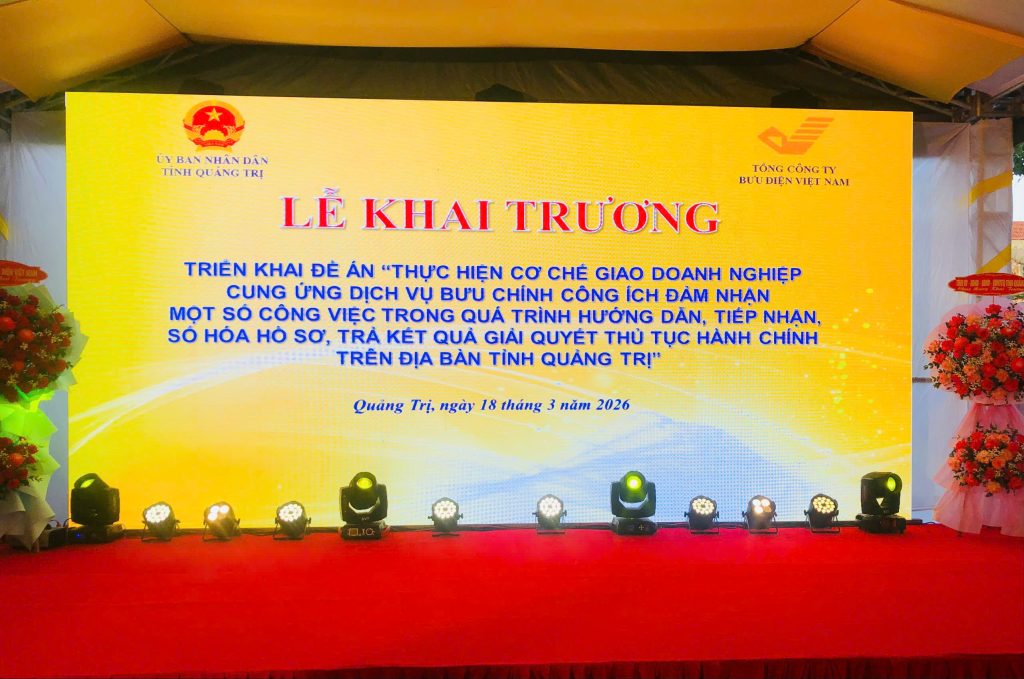 ỦY BAN NHÂN DÂN
TỈNH QUẢNG TRỊ
TỔNG CÔNG TY
BƯU ĐIỆN VIỆT NAM
LỄ KHAI TRƯƠNG
TRIỂN KHAI ĐỀ ÁN “THỰC HIỆN CƠ CHẾ GIAO DOANH NGHIỆP
CUNG ỨNG DỊCH VỤ BƯU CHÍNH CÔNG ÍCH ĐẢM NHẬN
MỘT SỐ CÔNG VIỆC TRONG QUÁ TRÌNH HƯỚNG DẪN, TIẾP NHẬN,
SỐ HÓA HỒ SƠ, TRẢ KẾT QUẢ GIẢI QUYẾT THỦ TỤC HÀNH CHÍNH
TRÊN ĐỊA BÀN TỈNH QUẢNG TRỊ”
Quảng Trị, ngày 18 tháng 3 năm 2026
ĐIỆN VIỆT NAM